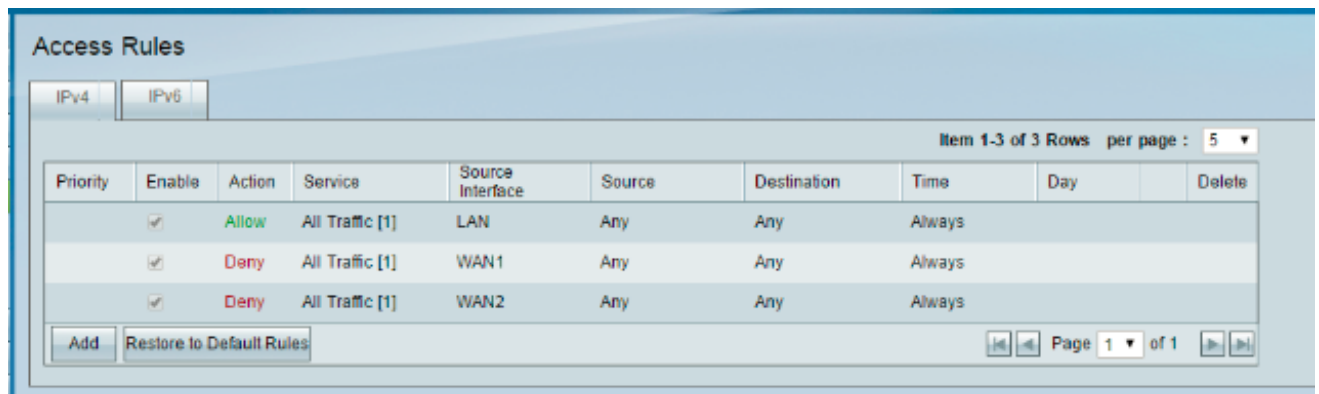 Access Rules
IPv4 IPv6
Item 1-3 of 3 Rows per page : 5
Priority Enable Action Service Source Interface Source Destination Time Day Delete
Allow All Traffic [1] LAN Any Any Always
Deny All Traffic [1] WAN1 Any Any Always
Deny All Traffic [1] WAN2 Any Any Always
Add Restore to Default Rules Page 1 of 1